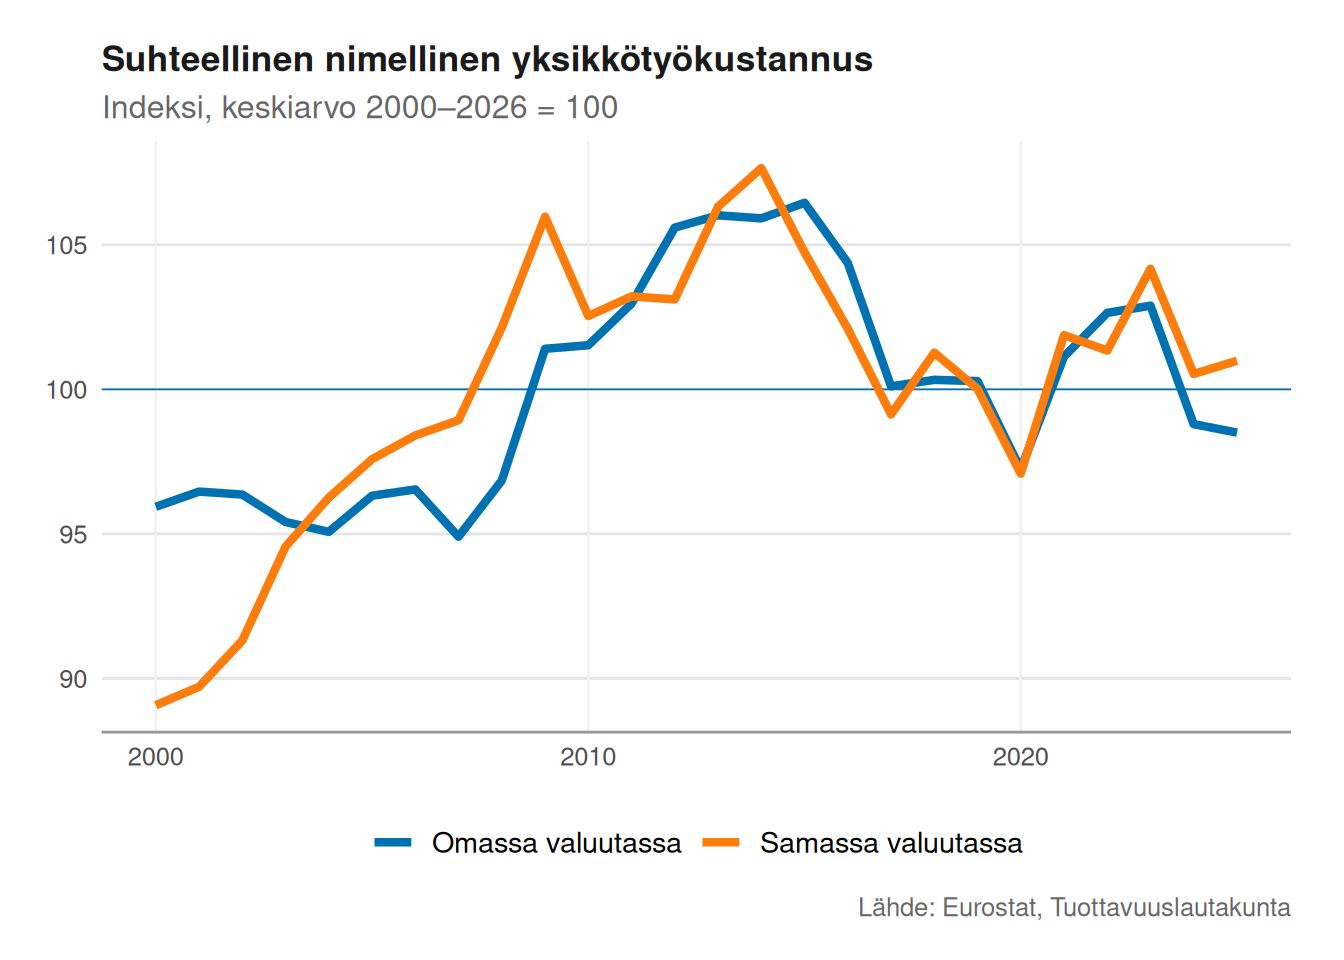 Suhteellinen nimellinen yksikkötyökustannus
Indeksi, keskiarvo 2000–2026 = 100
105
100
95
90
2000 2010 2020
Omassa valuutassa Samassa valuutassa
Lähde: Eurostat, Tuottavuuslautakunta